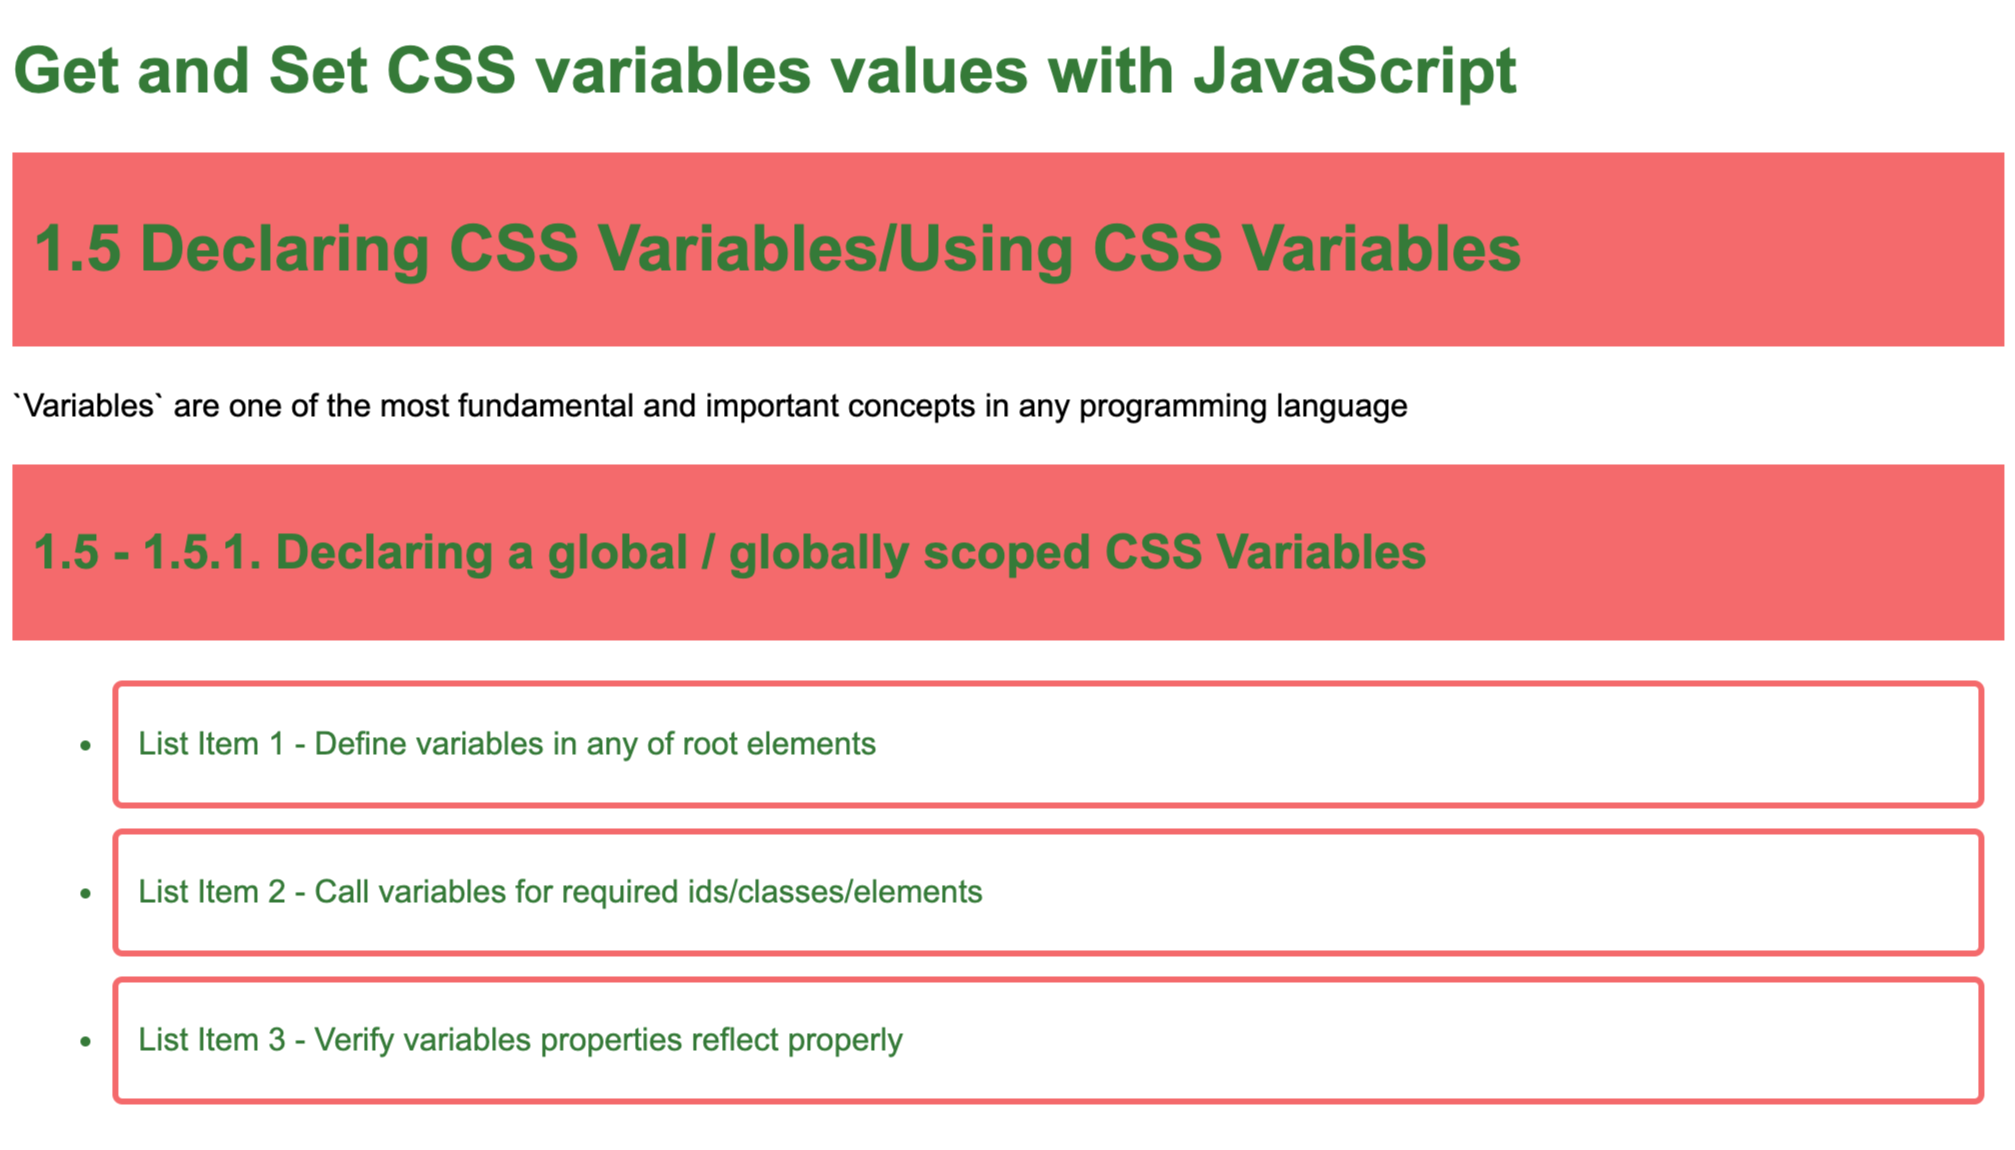 Get and Set CSS variables values with JavaScript
1.5 Declaring CSS Variables/Using CSS Variables
`Variables` are one of the most fundamental and important concepts in any programming language
1.5 - 1.5.1. Declaring a global / globally scoped CSS Variables
• List Item 1 - Define variables in any of root elements
• List Item 2 - Call variables for required ids/classes/elements
• List Item 3 - Verify variables properties reflect properly